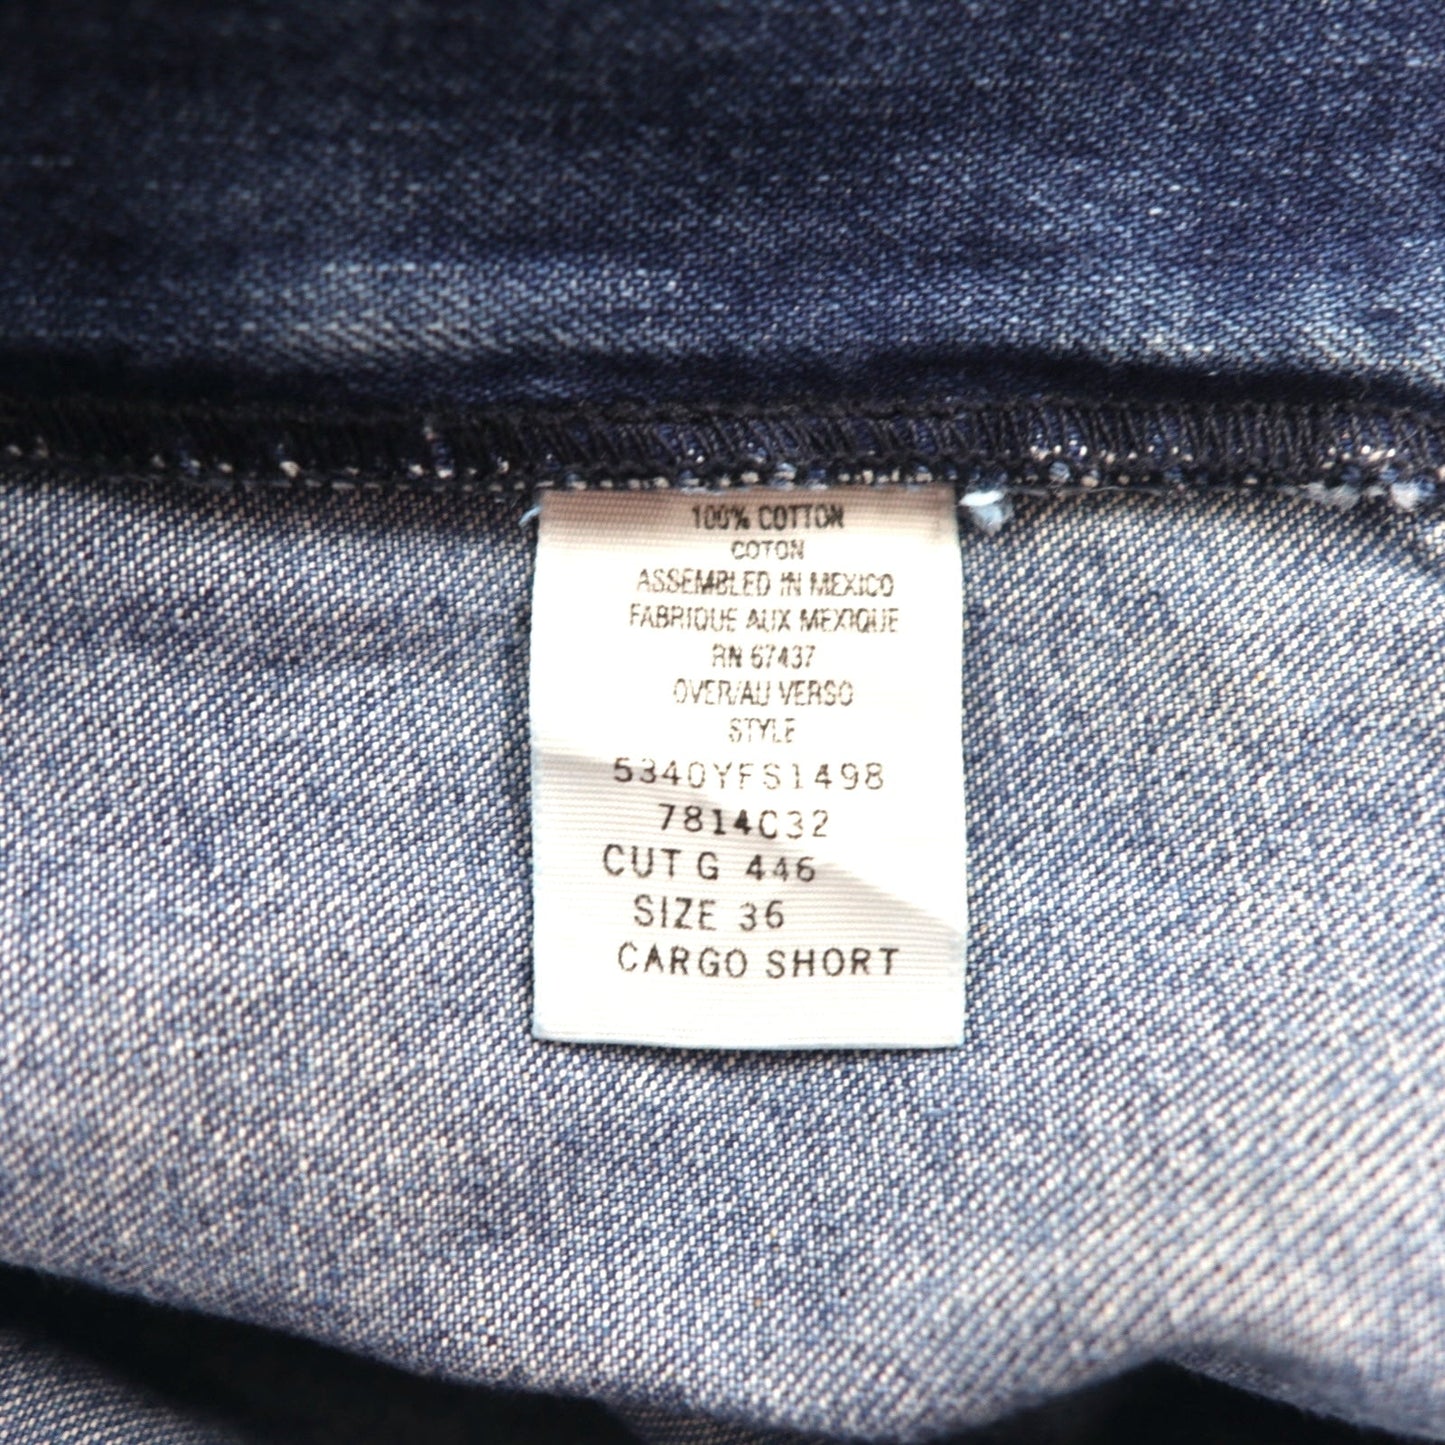 100% COTTON
COTON
ASSEMBLED IN MEXICO
FABRIQUE AUX MEXIQUE
RN 67437
OVER/AU VERSO
STYLE
5340YFS1498
7814C32
CUT G 446
SIZE 36
CARGO SHORT